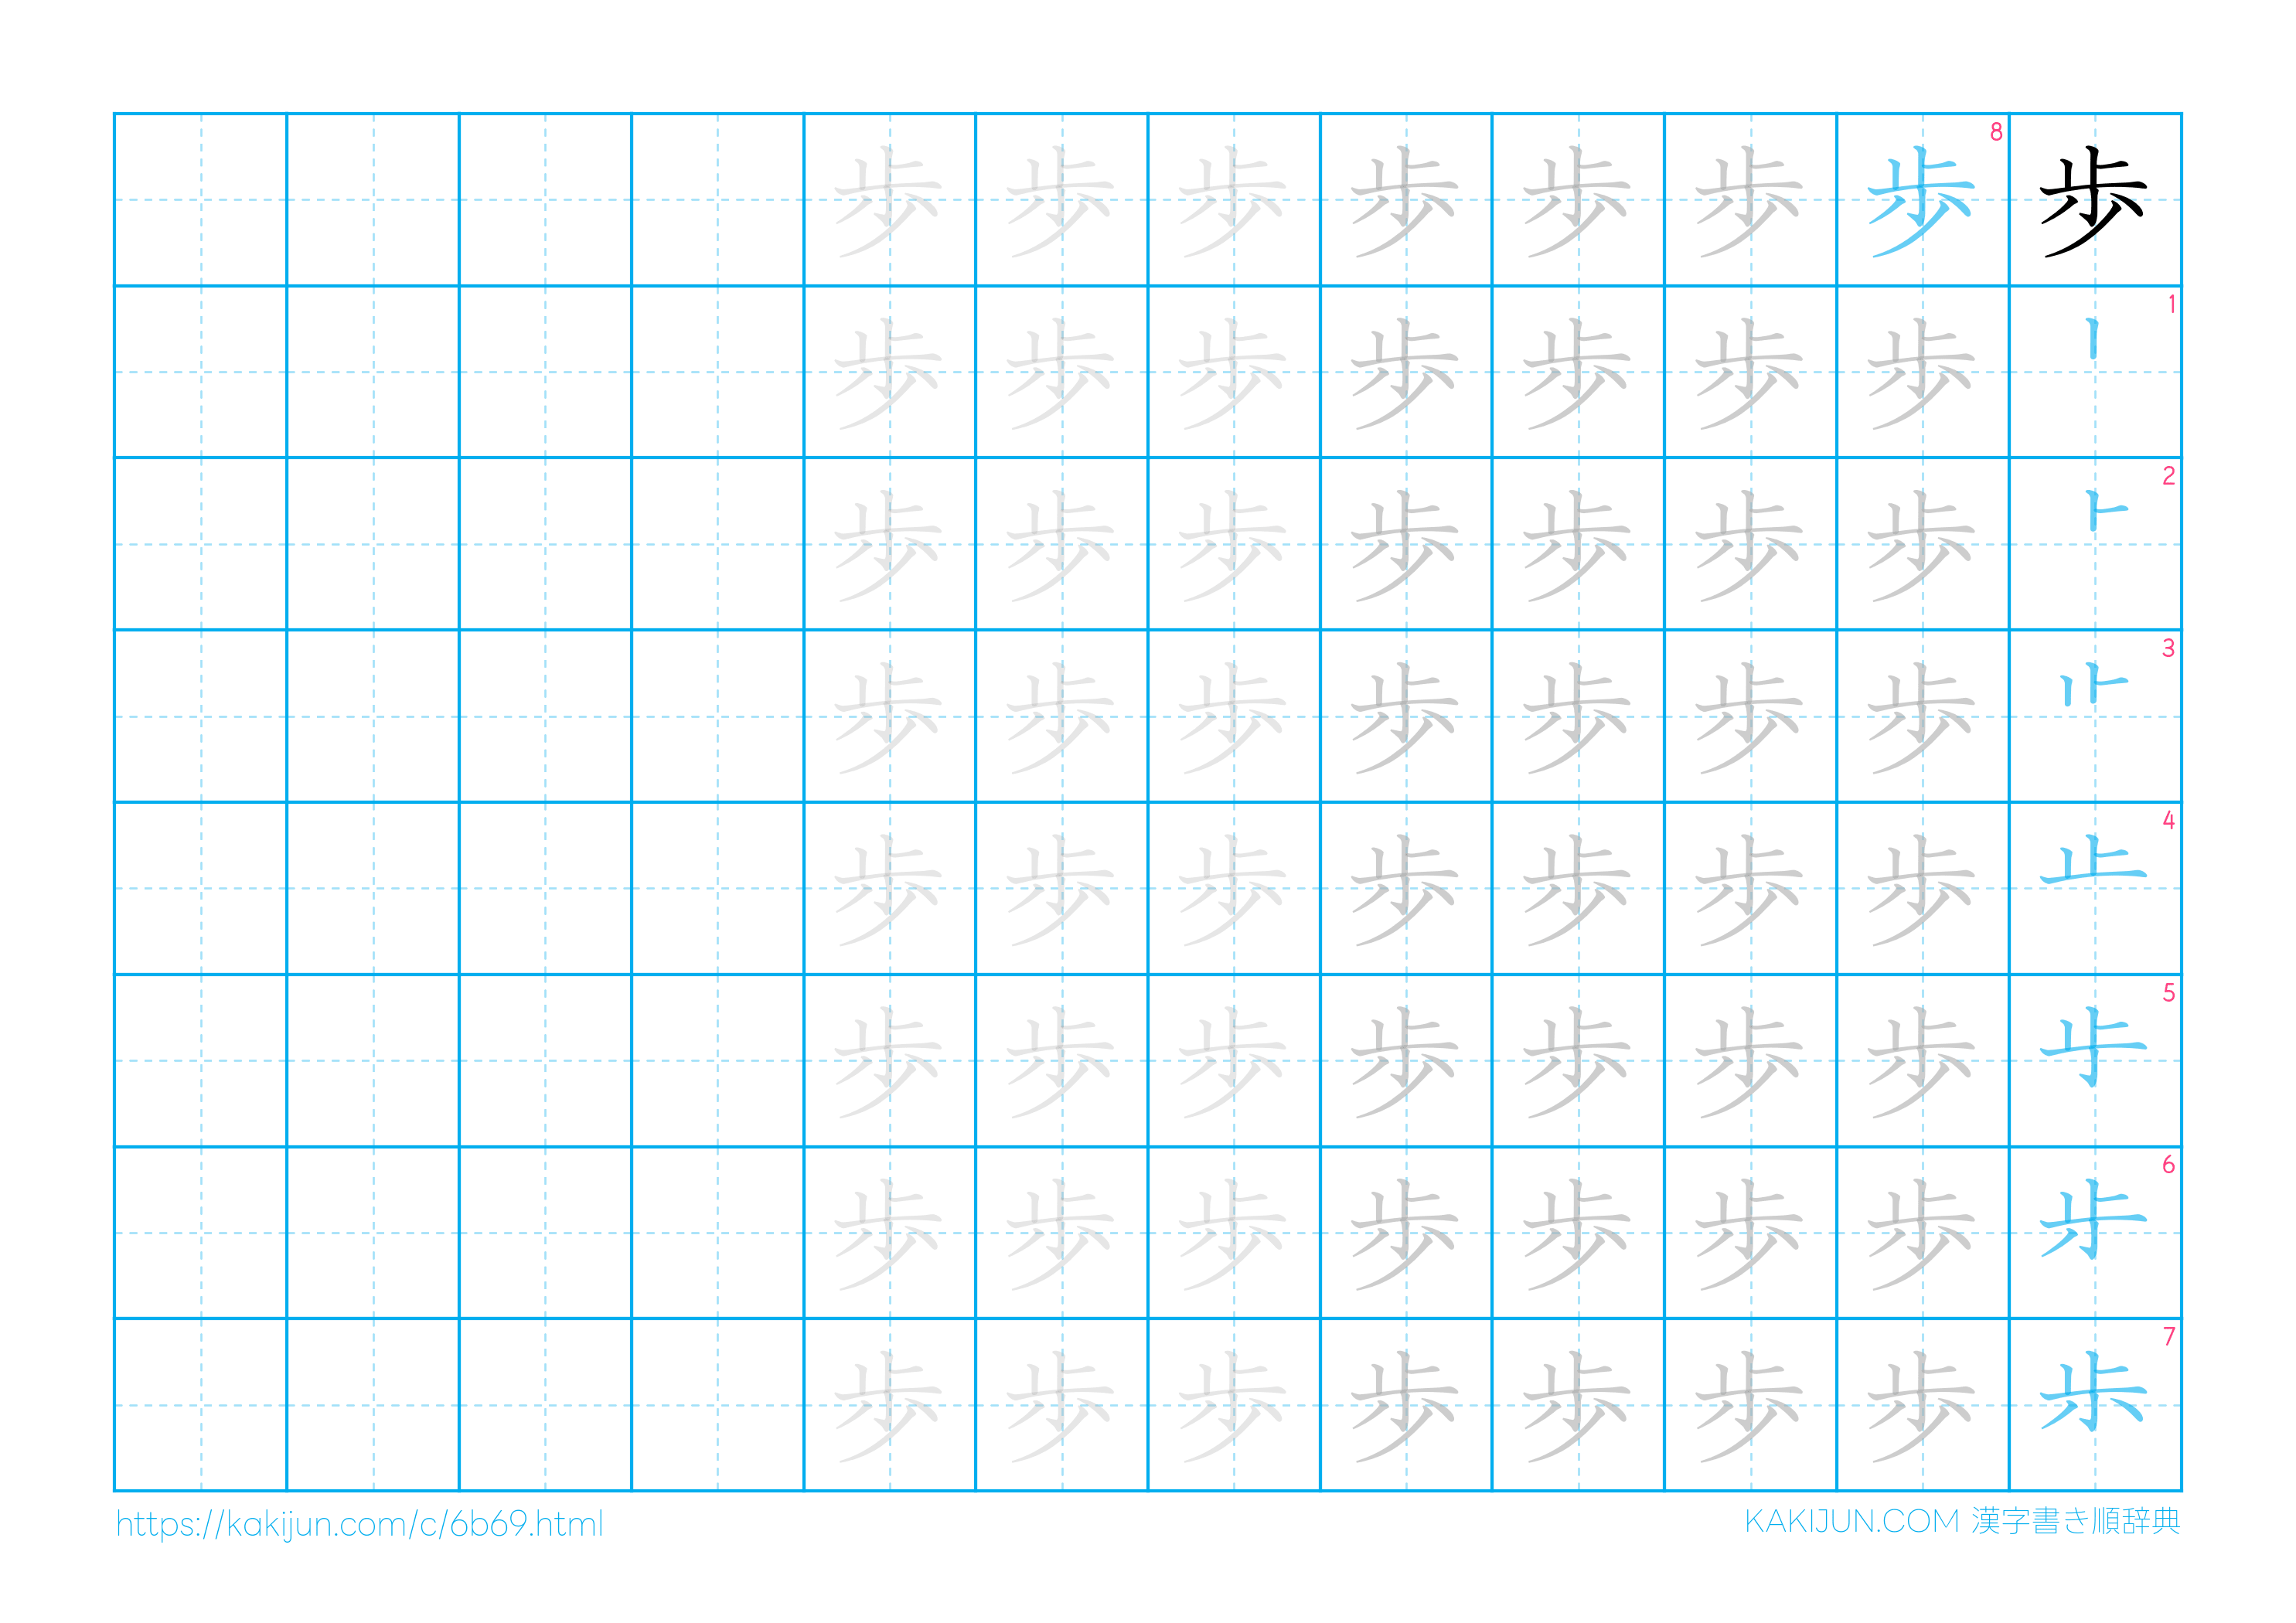 歩 歩 歩 歩 歩 歩 歩 8 歩
歩 歩 歩 歩 歩 歩 歩 1
歩 歩 歩 歩 歩 歩 歩 2
歩 歩 歩 歩 歩 歩 歩 3
歩 歩 歩 歩 歩 歩 歩 4
歩 歩 歩 歩 歩 歩 歩 5
歩 歩 歩 歩 歩 歩 歩 6
歩 歩 歩 歩 歩 歩 歩 7
https://kakijun.com/c/6b69.html
KAKIJUN.COM 漢字書き順辞典